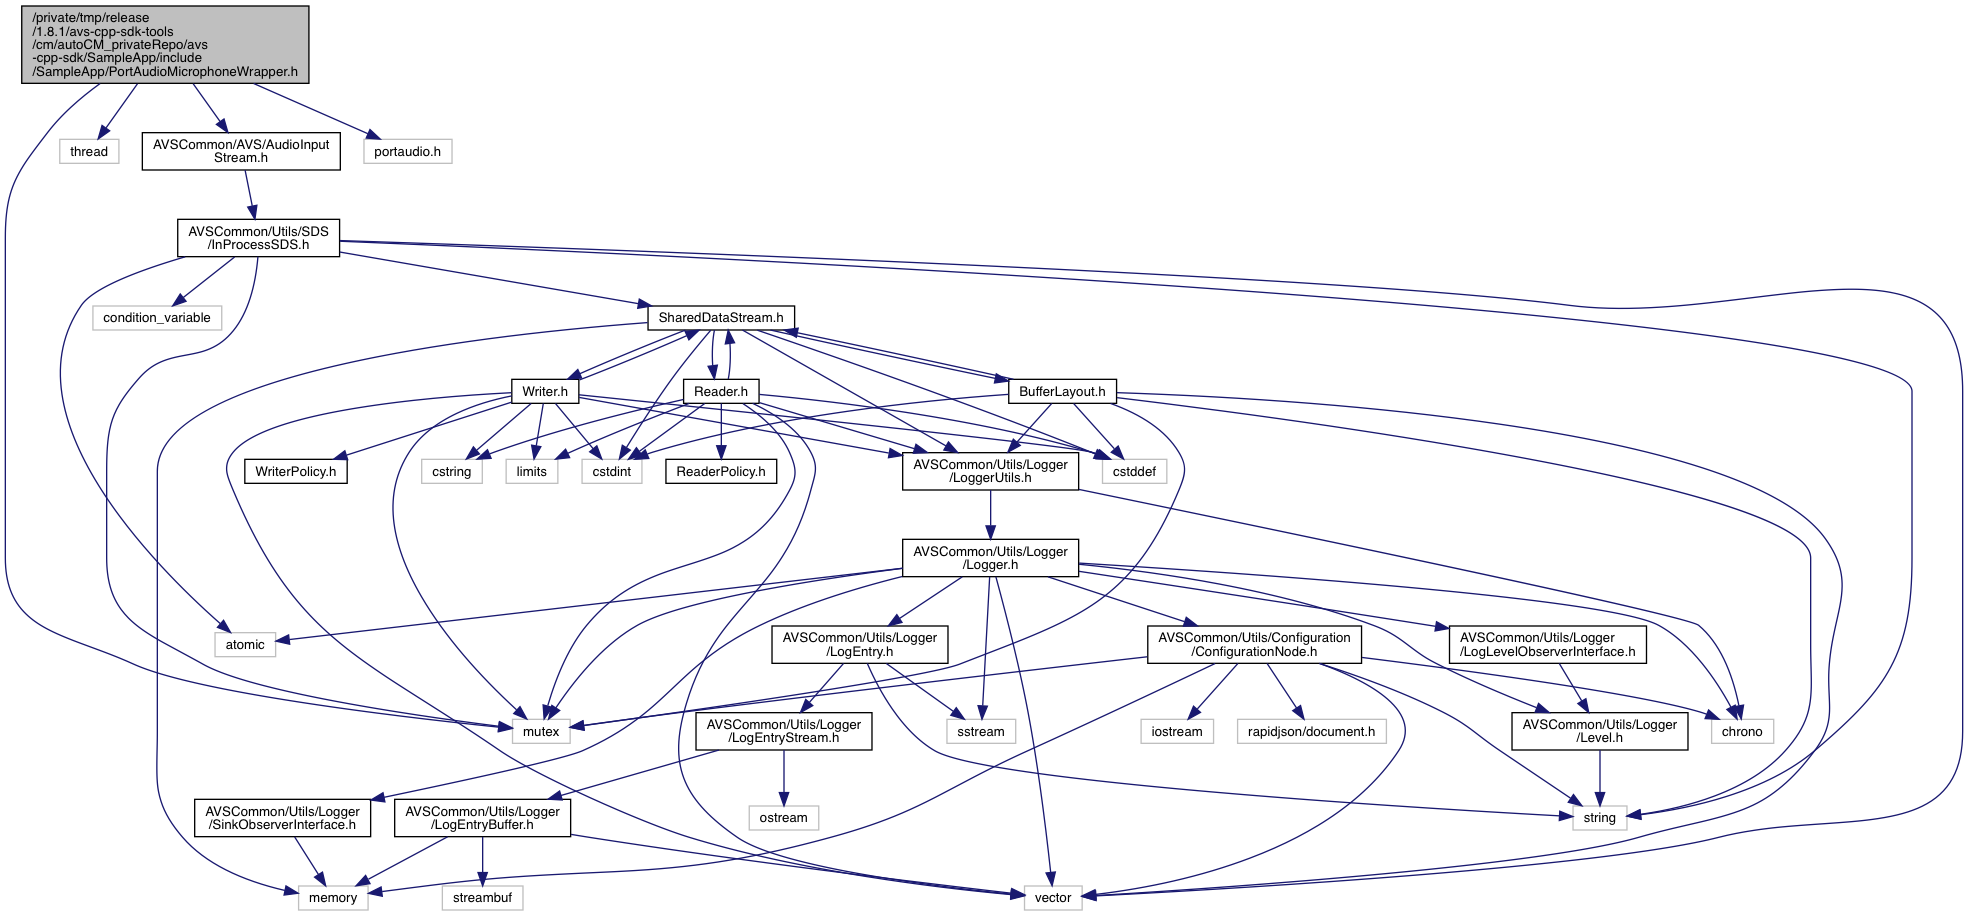 /private/tmp/release
/1.8.1/avs-cpp-sdk-tools
/cm/autoCM_privateRepo/avs
-cpp-sdk/SampleApp/include
/SampleApp/PortAudioMicrophoneWrapper.h
thread
AVSCommon/AVS/AudioInput
Stream.h
portaudio.h
AVSCommon/Utils/SDS
/InProcessSDS.h
condition_variable
SharedDataStream.h
Writer.h
Reader.h
BufferLayout.h
WriterPolicy.h
cstring
limits
cstdint
ReaderPolicy.h
AVSCommon/Utils/Logger
/LoggerUtils.h
cstddef
AVSCommon/Utils/Logger
/Logger.h
atomic
AVSCommon/Utils/Logger
/LogEntry.h
AVSCommon/Utils/Configuration
/ConfigurationNode.h
AVSCommon/Utils/Logger
/LogLevelObserverInterface.h
mutex
AVSCommon/Utils/Logger
/LogEntryStream.h
sstream
iostream
rapidjson/document.h
AVSCommon/Utils/Logger
/Level.h
chrono
AVSCommon/Utils/Logger
/SinkObserverInterface.h
AVSCommon/Utils/Logger
/LogEntryBuffer.h
ostream
string
memory
streambuf
vector